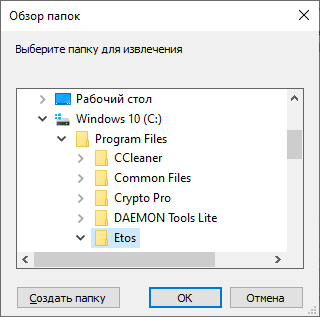 Обзор папок
Выберите папку для извлечения
Рабочий стол
Windows 10 (C:)
Program Files
CCleaner
Common Files
Crypto Pro
DAEMON Tools Lite
Etos
Создать папку
OK
Отмена